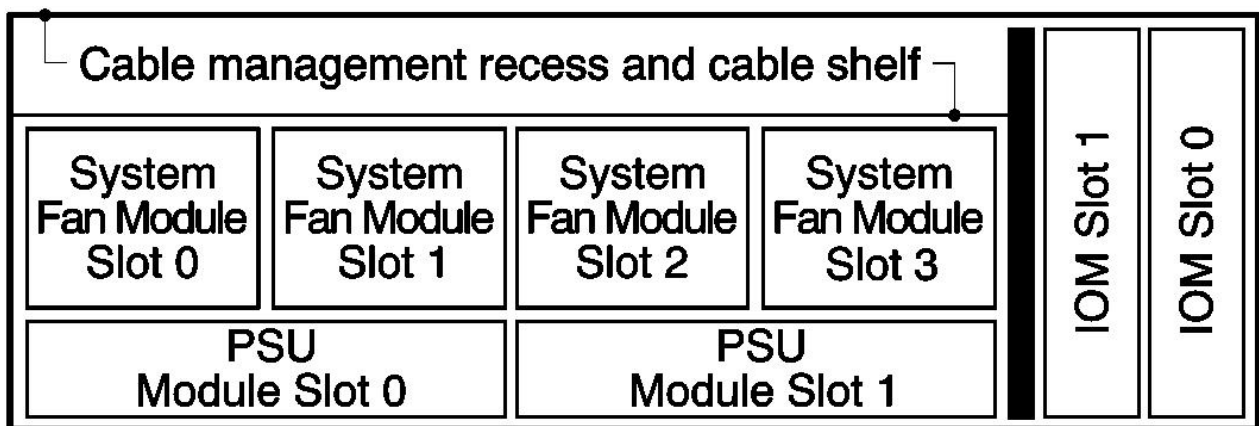 Cable management recess and cable shelf
System
Fan Module
Slot 0
System
Fan Module
Slot 1
System
Fan Module
Slot 2
System
Fan Module
Slot 3
PSU
Module Slot 0
PSU
Module Slot 1
IOM Slot 1
IOM Slot 0